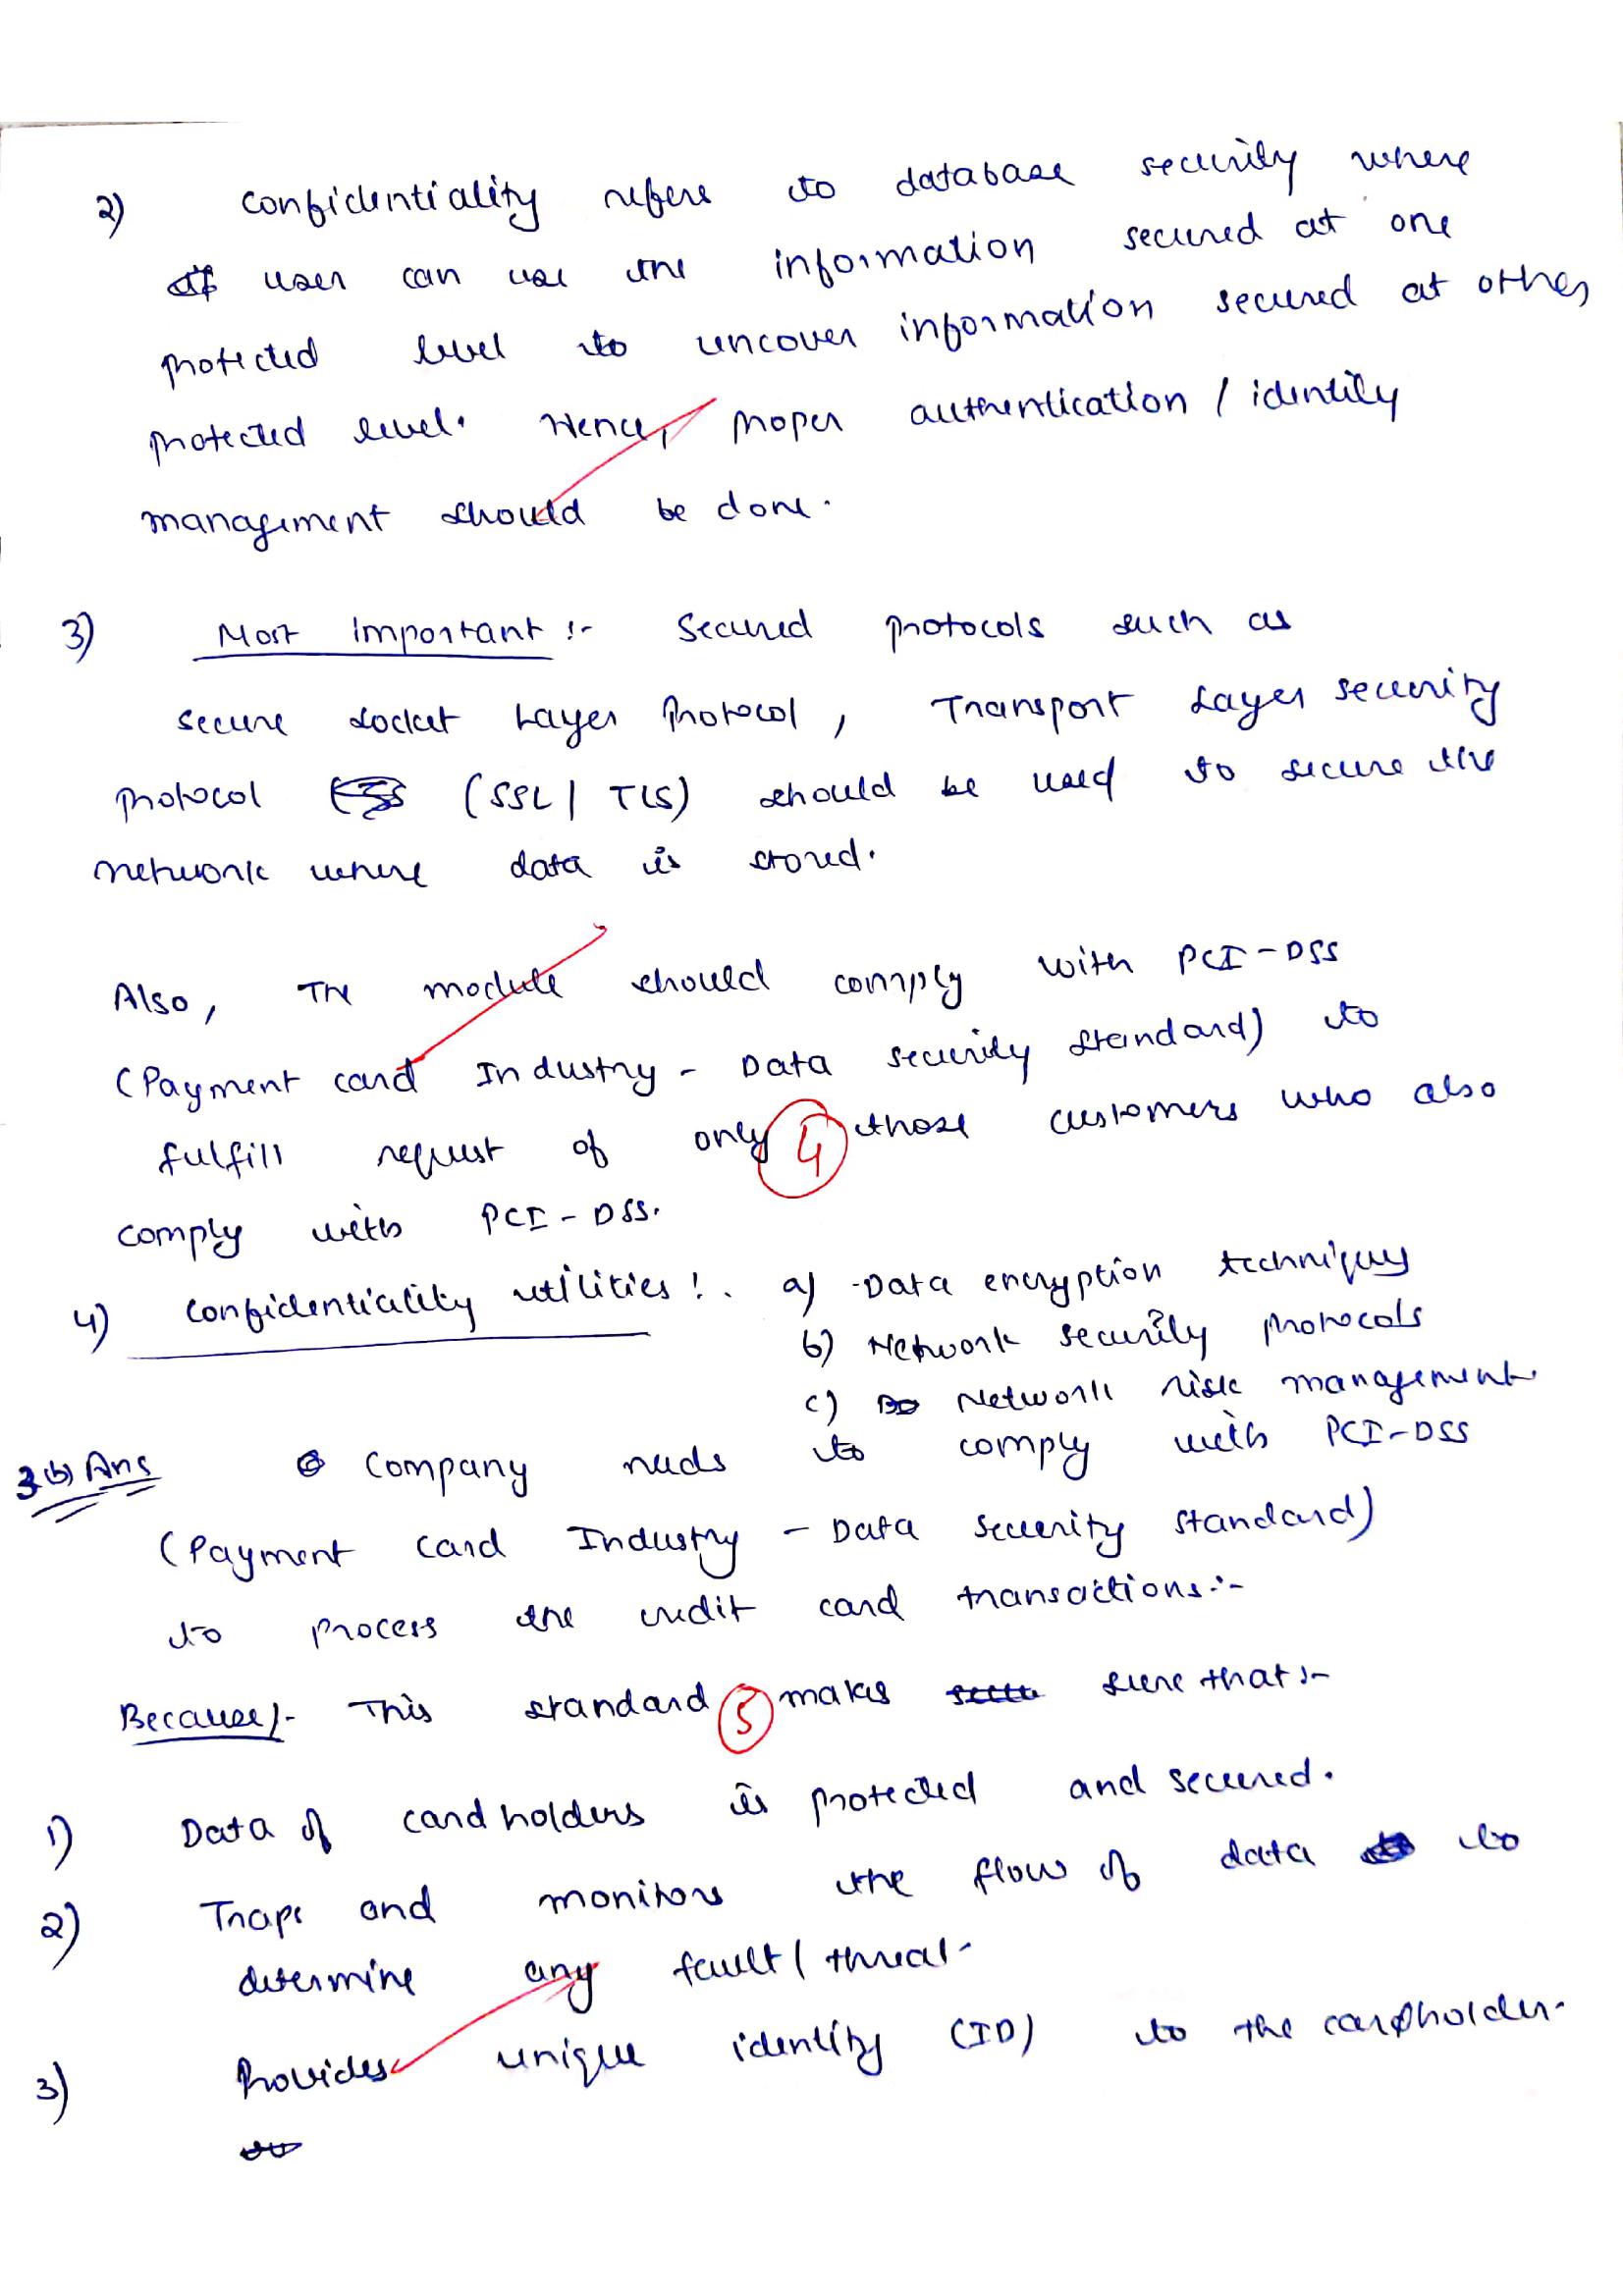 2) Confidentiality refers to database security where
user can use the information secured at one
protected level to uncover information secured at other
protected level. Hence, proper authentication / identity
management should be done.
3) Most Important :- Secured protocols such as
secure socket Layer Protocol, Transport Layer security
protocol (SSL | TLS) should be used to secure the
network where data is stored.
Also, The module should comply with PCI-DSS
(Payment card Industry - Data security standard) to
fulfill request of only those customers who also
4
comply with PCI-DSS.
4) Confidentiality utilities :- a) Data encryption techniques
b) Network security protocols
c) Network risk management
3(b) Ans Company needs to comply with PCI-DSS
(Payment Card Industry - Data Security Standard)
to process the credit card transactions :-
Because :- This standard makes sure that :-
5
1) Data of cardholders is protected and secured.
2) Traps and monitors the flow of data to
determine any fault / threat.
3) Provides unique identity (ID) to the cardholder.